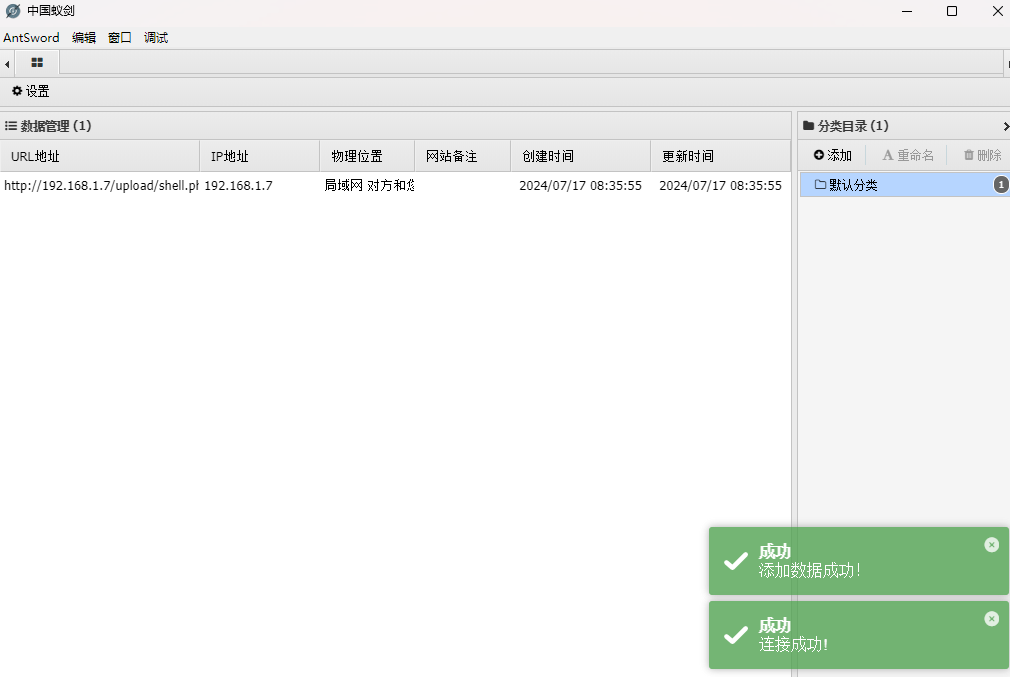 中国蚁剑
AntSword 编辑 窗口 调试
设置
数据管理 (1)
URL地址 IP地址 物理位置 网站备注 创建时间 更新时间
http://192.168.1.7/upload/shell.pl 192.168.1.7 局域网 对方和您 2024/07/17 08:35:55 2024/07/17 08:35:55
分类目录 (1)
添加 重命名 删除
默认分类 1
成功
添加数据成功!
成功
连接成功!